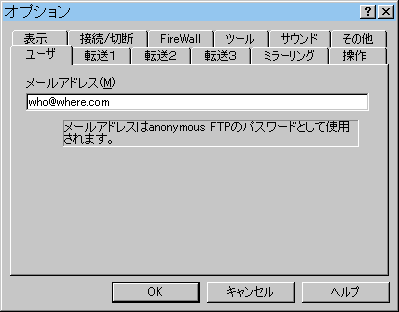 オプション
表示 接続/切断 FireWall ツール サウンド その他
ユーザ 転送1 転送2 転送3 ミラーリング 操作
メールアドレス(M)
who@where.com
メールアドレスはanonymous FTPのパスワードとして使用
されます。
OK キャンセル ヘルプ